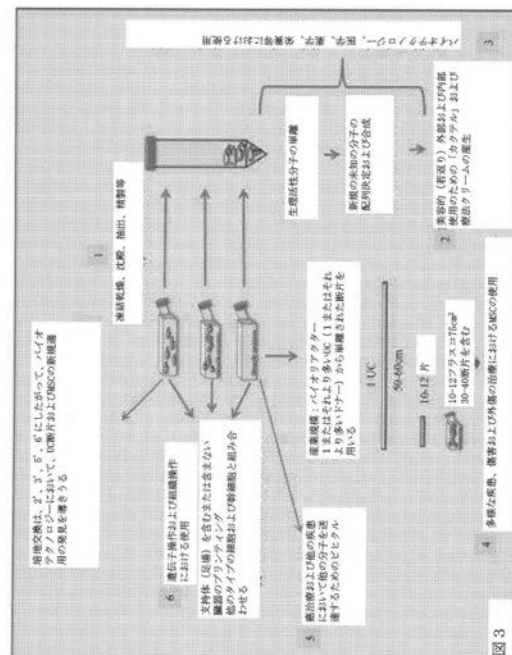 培地交換は、2’、3’、5’、6’にしたがって、バイオ
テクノロジーにおいて、UC断片およびMSCの新規適
用の発見を導きうる
1
凍結乾燥、沈殿、抽出、精製等
6
遺伝子操作および組織操作
における使用
支持体（足場）を含むまたは含まない
臓器のプリンティング
他のタイプの細胞および幹細胞と組み合
わせる
生理活性分子の単離
新規の未知の分子の
配列決定および合成
2
美容的（若返り）外部および内部
使用のための「カクテル」および
療法クリームの産生
3
バイオテクノロジー、医学、薬学、栄養等における使用
産業規模：バイオリアクター
1またはそれより多いUC（1またはそれ
より多いドナー）から単離された断片を
用いる
1 UC
50-60cm
10-12 片
10-12フラスコ75cm²
30-40断片を含む
5
癌治療および他の疾患
において他の分子を送
達するためのビヒクル
4
多様な疾患、傷害および外傷の治療におけるMSCの使用
図 3